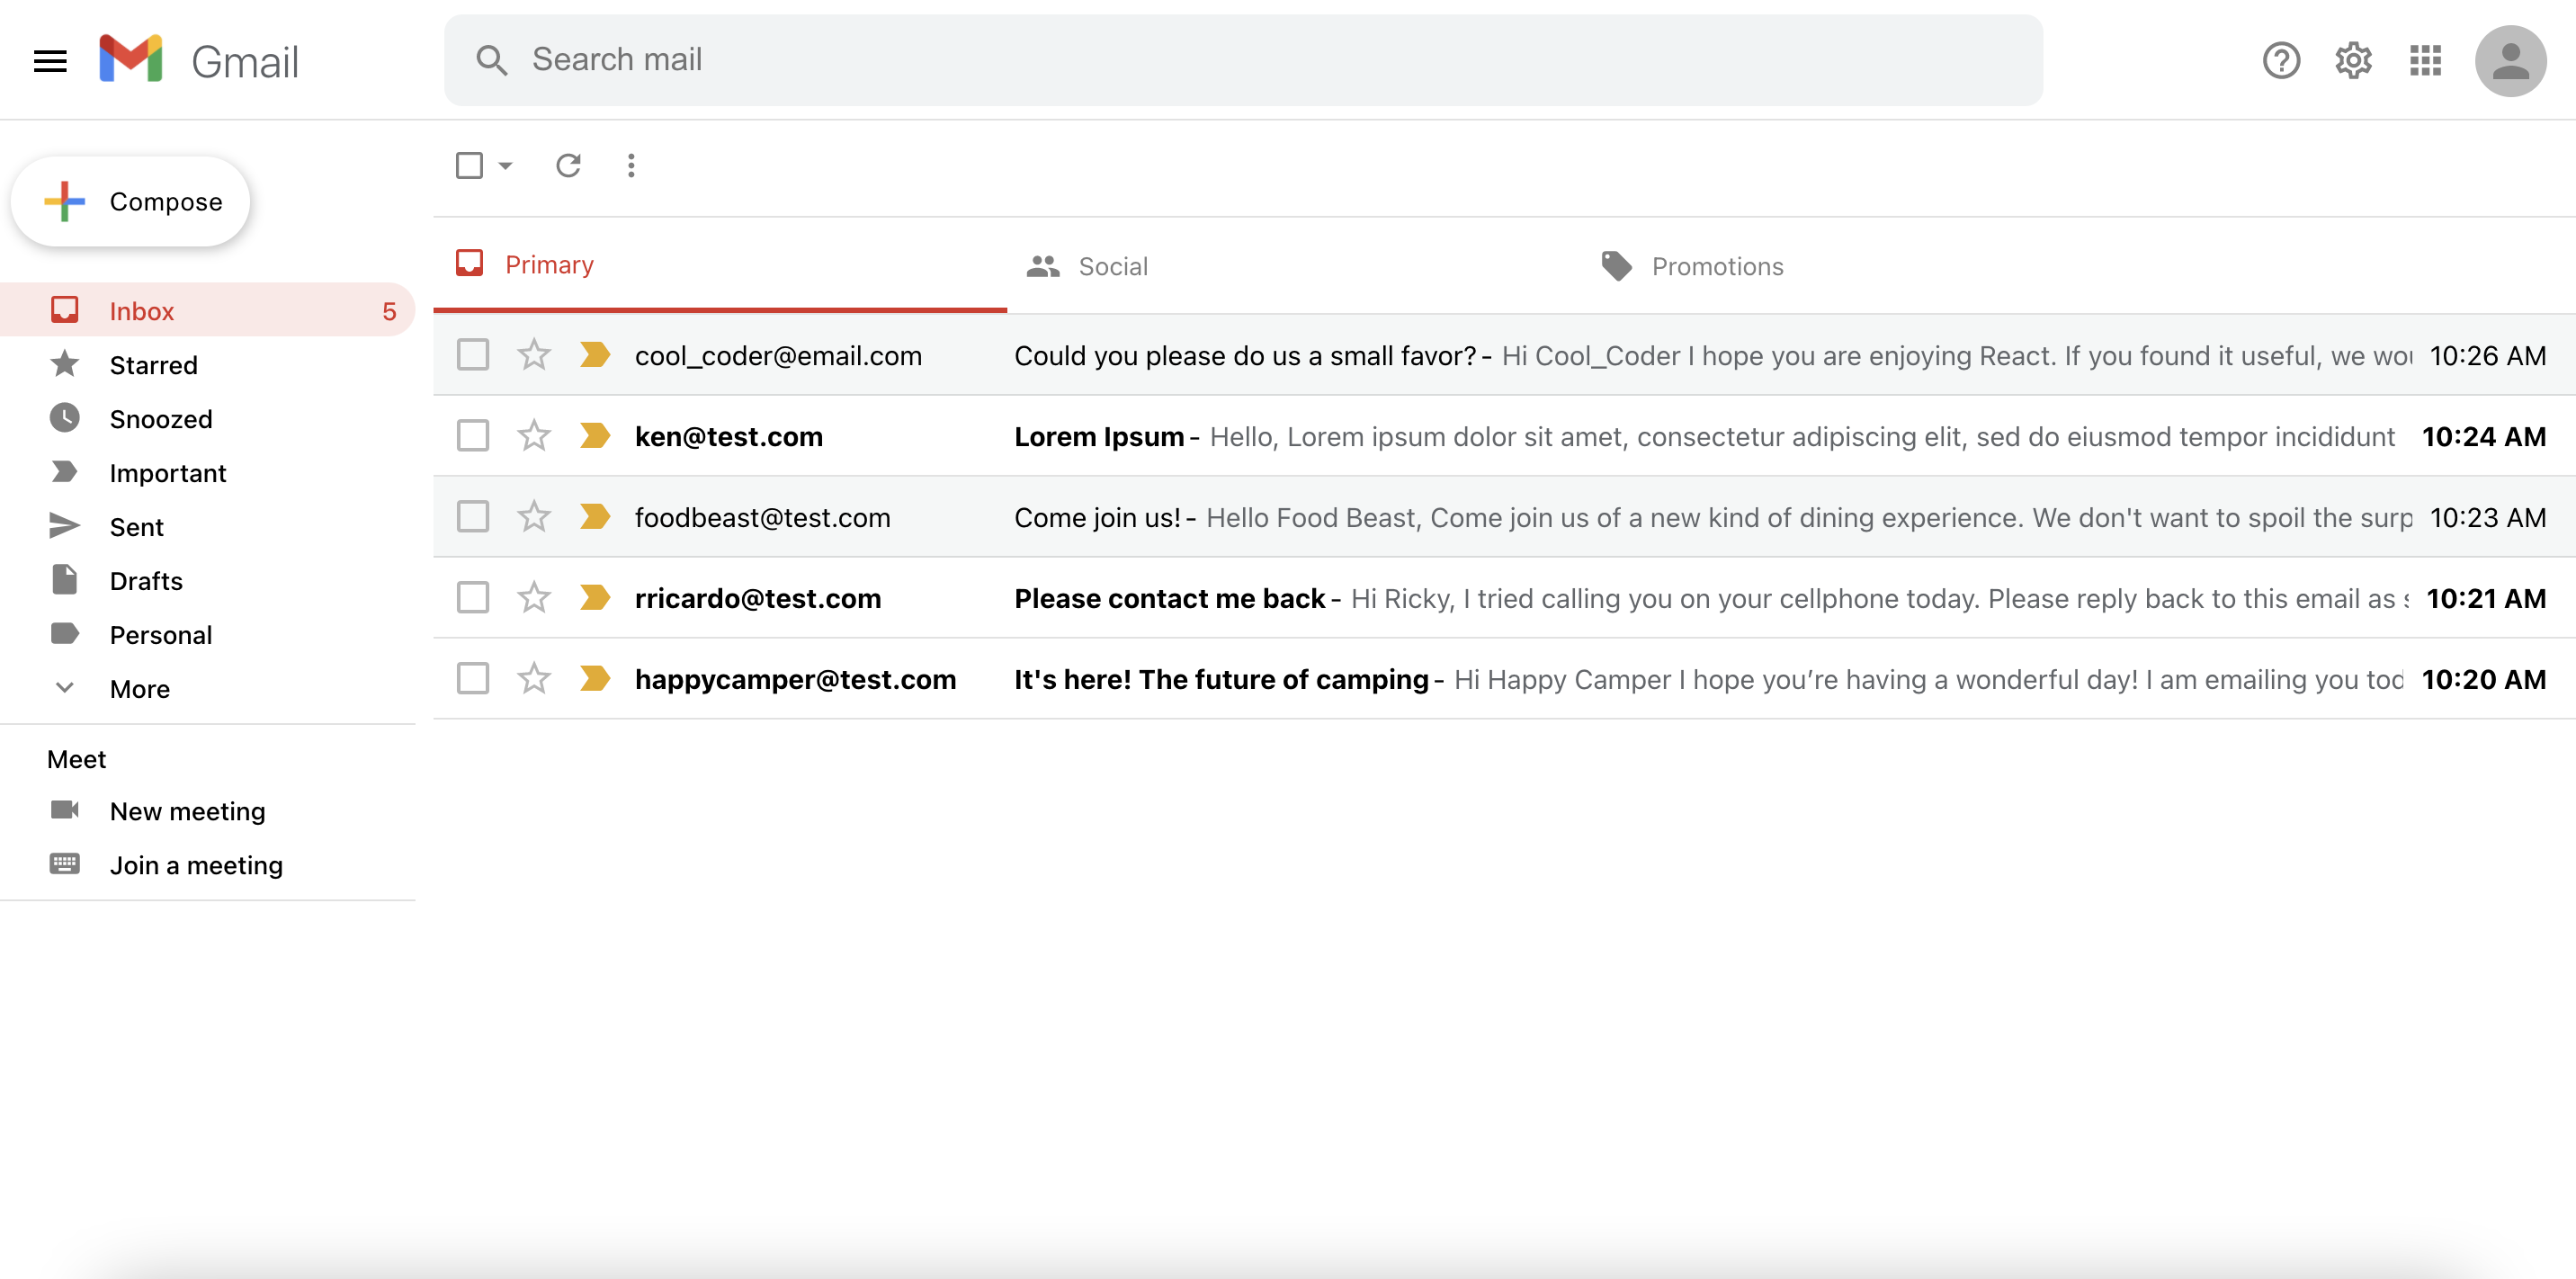 Gmail
Search mail
Compose
Inbox 5
Starred
Snoozed
Important
Sent
Drafts
Personal
More
Meet
New meeting
Join a meeting
Primary Social Promotions
cool_coder@email.com Could you please do us a small favor? - Hi Cool_Coder I hope you are enjoying React. If you found it useful, we 10:26 AM
ken@test.com Lorem Ipsum - Hello, Lorem ipsum dolor sit amet, consectetur adipiscing elit, sed do eiusmod tempor incididunt 10:24 AM
foodbeast@test.com Come join us! - Hello Food Beast, Come join us of a new kind of dining experience. We don't want to spoil the surp 10:23 AM
rricardo@test.com Please contact me back - Hi Ricky, I tried calling you on your cellphone today. Please reply back to this email as 10:21 AM
happycamper@test.com It's here! The future of camping - Hi Happy Camper I hope you’re having a wonderful day! I am emailing you tod 10:20 AM